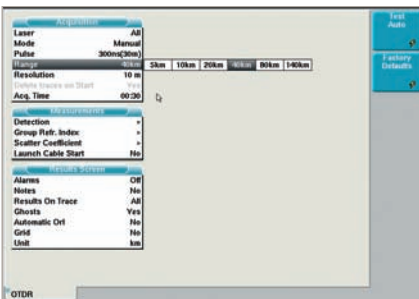 Acquisition
Laser All
Mode Manual
Pulse 300ns(30m)
Range 40km 5km 10km 20km 40km 80km 140km
Resolution 10 m
Delete traces on Start Yes
Acq. Time 00:30
Measurements
Detection
Group Refr. Index
Scatter Coefficient
Launch Cable Start No
Results Screen
Alarms Off
Notes No
Results On Trace All
Ghosts Yes
Automatic Orl No
Grid No
Unit km
Test Auto
Factory Defaults
OTDR